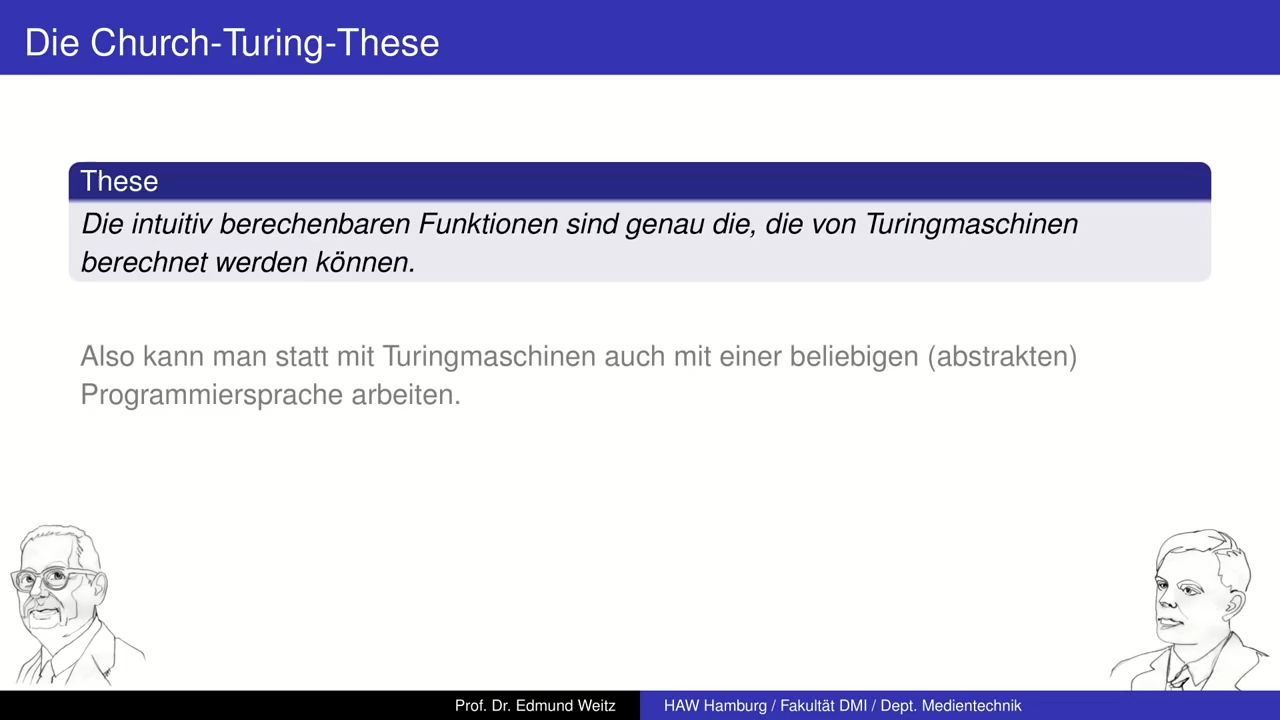 Die Church-Turing-These
These
Die intuitiv berechenbaren Funktionen sind genau die, die von Turingmaschinen
berechnet werden können.
Also kann man statt mit Turingmaschinen auch mit einer beliebigen (abstrakten)
Programmiersprache arbeiten.
Prof. Dr. Edmund Weitz
HAW Hamburg / Fakultät DMI / Dept. Medientechnik